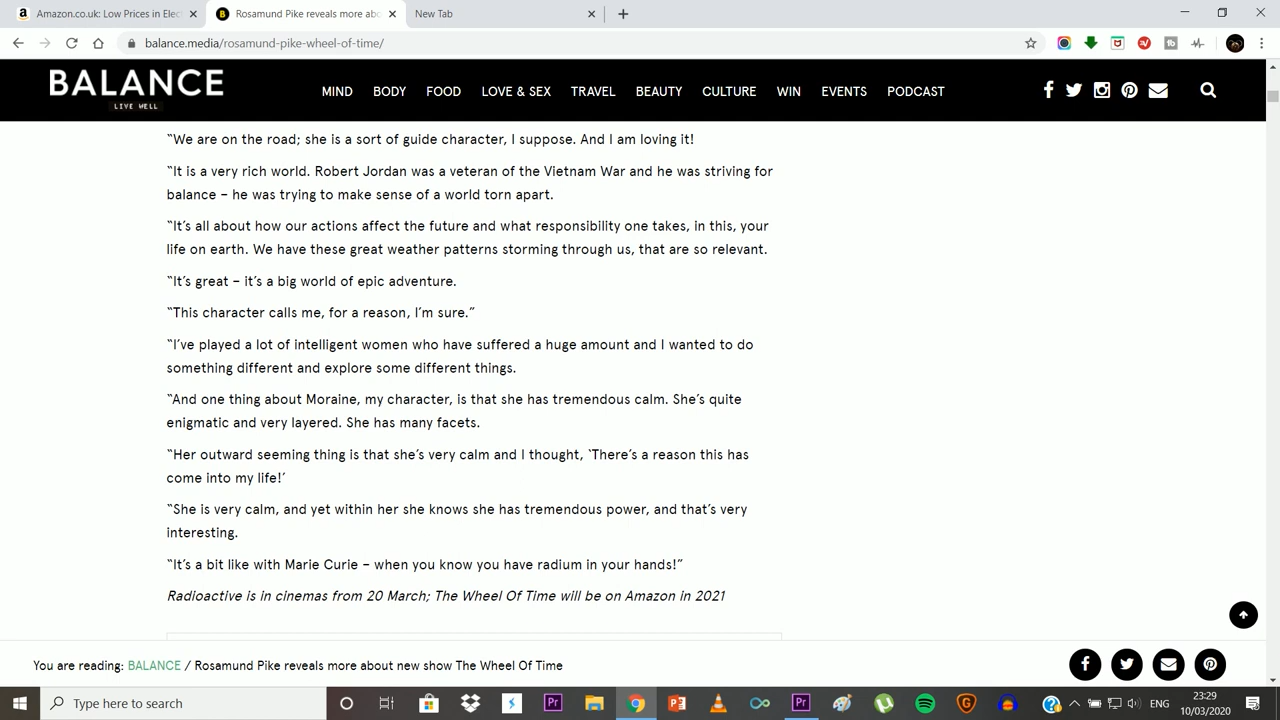 Amazon.co.uk: Low Prices in Elect
Rosamund Pike reveals more abo
New Tab
balance.media/rosamund-pike-wheel-of-time/
BALANCE
LIVE WELL
MIND BODY FOOD LOVE & SEX TRAVEL BEAUTY CULTURE WIN EVENTS PODCAST
“We are on the road; she is a sort of guide character, I suppose. And I am loving it!
“It is a very rich world. Robert Jordan was a veteran of the Vietnam War and he was striving for
balance – he was trying to make sense of a world torn apart.
“It’s all about how our actions affect the future and what responsibility one takes, in this, your
life on earth. We have these great weather patterns storming through us, that are so relevant.
“It’s great – it’s a big world of epic adventure.
“This character calls me, for a reason, I’m sure.”
“I’ve played a lot of intelligent women who have suffered a huge amount and I wanted to do
something different and explore some different things.
“And one thing about Moraine, my character, is that she has tremendous calm. She’s quite
enigmatic and very layered. She has many facets.
“Her outward seeming thing is that she’s very calm and I thought, ‘There’s a reason this has
come into my life!’
“She is very calm, and yet within her she knows she has tremendous power, and that’s very
interesting.
“It’s a bit like with Marie Curie – when you know you have radium in your hands!”
Radioactive is in cinemas from 20 March; The Wheel Of Time will be on Amazon in 2021
You are reading: BALANCE / Rosamund Pike reveals more about new show The Wheel Of Time
Type here to search
ENG
23:29
10/03/2020